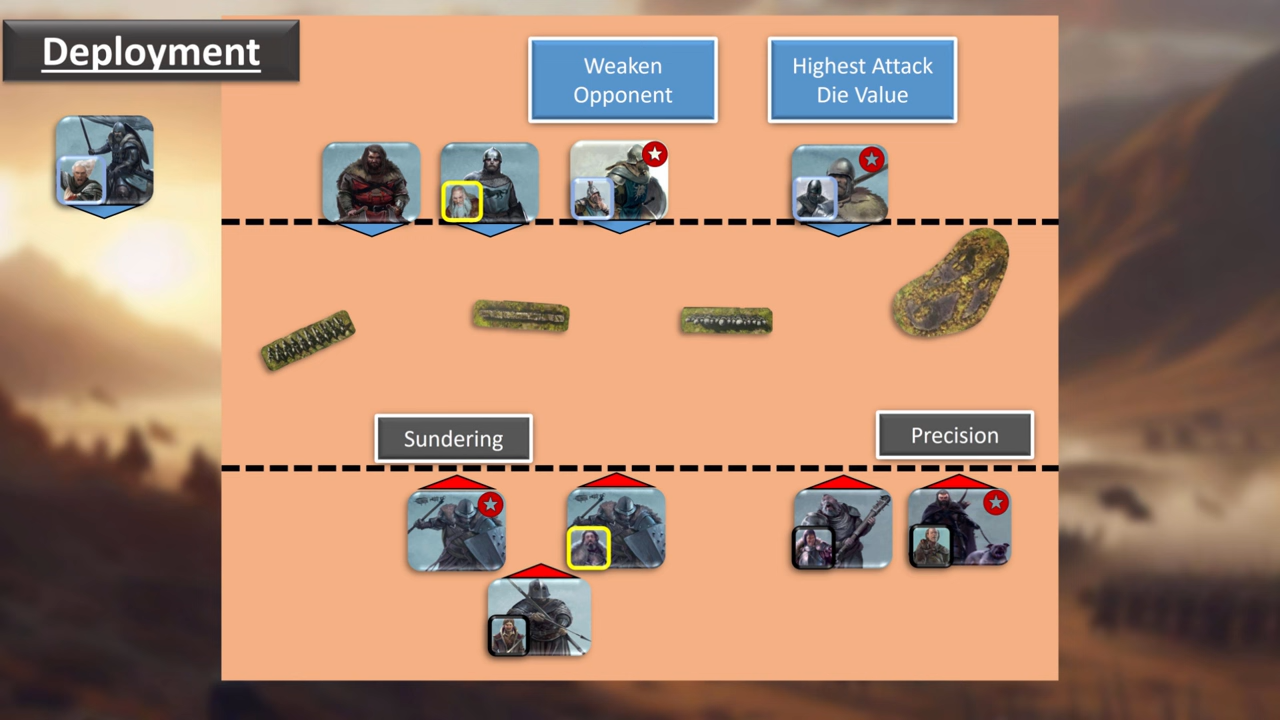 Deployment
Weaken
Opponent
Highest Attack
Die Value
Sundering
Precision